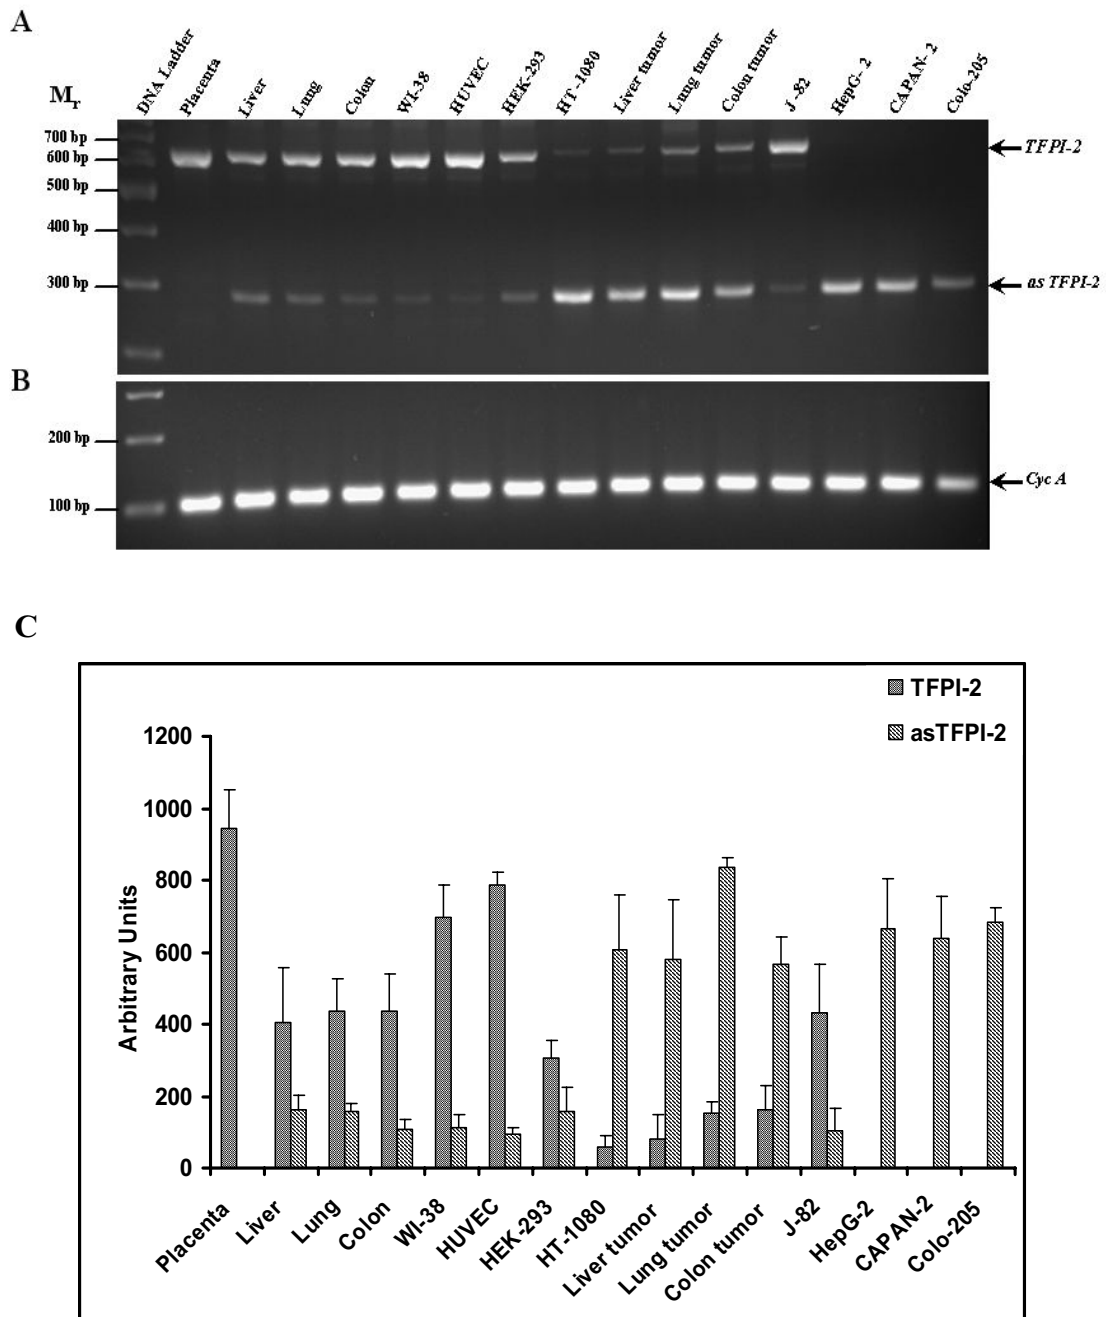 A
DNA Ladder
Placenta
Liver
Lung
Colon
WI-38
HUVEC
HEK-293
HT-1080
Liver tumor
Lung tumor
Colon tumor
J-82
HepG-2
CAPAN-2
Colo-205
Mr
700 bp
600 bp
500 bp
400 bp
300 bp
TFPI-2
as TFPI-2
B
200 bp
100 bp
Cyc A
C
TFPI-2
asTFPI-2
Arbitrary Units
1200
1000
800
600
400
200
0
Placenta
Liver
Lung
Colon
WI-38
HUVEC
HEK-293
HT-1080
Liver tumor
Lung tumor
Colon tumor
J-82
HepG-2
CAPAN-2
Colo-205